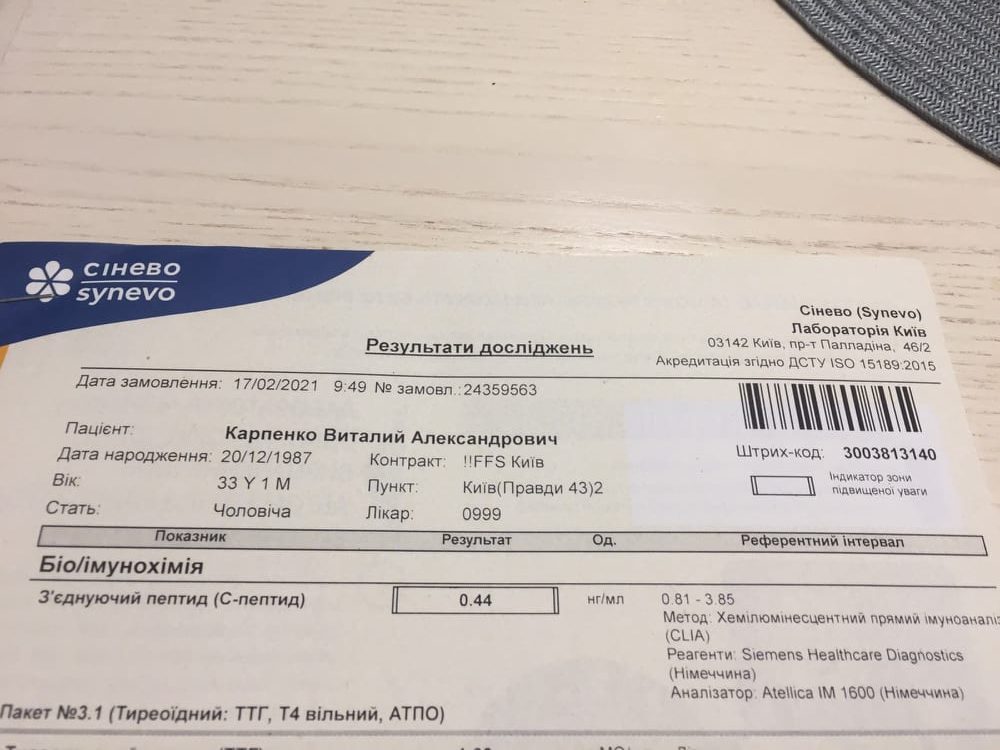 сінево
synevo
Сінево (Synevo)
Лабораторія Київ
03142 Київ, пр-т Палладіна, 46/2
Акредитація згідно ДСТУ ISO 15189:2015
Результати досліджень
Дата замовлення: 17/02/2021 9:49 № замовл.:24359563
Пацієнт: Карпенко Виталий Александрович
Дата народження: 20/12/1987 Контракт: !!FFS Київ
Вік: 33 Y 1 M Пункт: Київ(Правди 43)2
Стать: Чоловіча Лікар: 0999
Штрих-код: 3003813140
Індикатор зони
підвищеної уваги
Показник Результат Од. Референтний інтервал
Біо/імунохімія
З'єднуючий пептид (С-пептид) 0.44 нг/мл 0.81 - 3.85
Метод: Хемілюмінесцентний прямий імуноаналі
(CLIA)
Реагенти: Siemens Healthcare Diagnostics
(Німеччина)
Аналізатор: Atellica IM 1600 (Німеччина)
Пакет №3.1 (Тиреоїдний: ТТГ, Т4 вільний, АТПО)